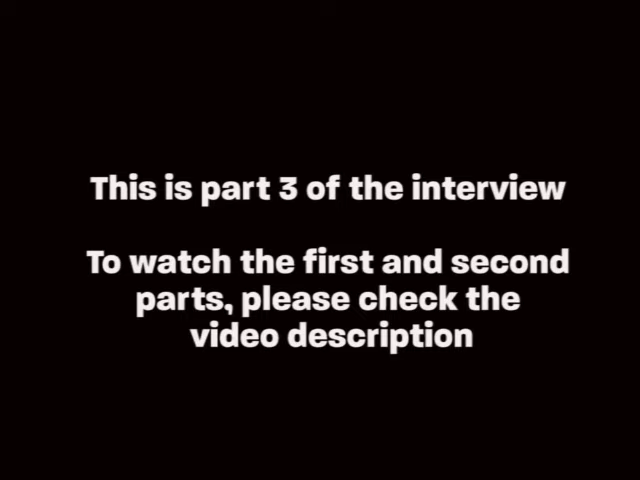 This is part 3 of the interview
To watch the first and second
parts, please check the
video description